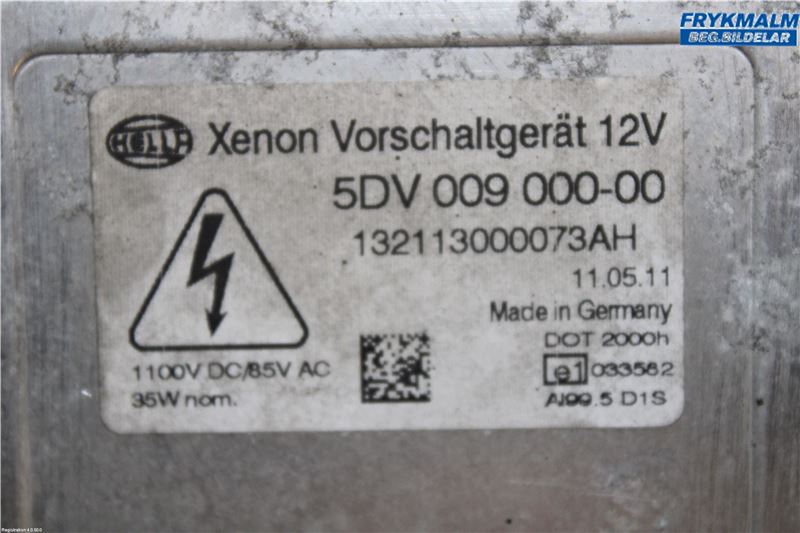 FRYKMALM
BEG.BILDELAR
HELLA Xenon Vorschaltgerät 12V
5DV 009 000-00
132113000073AH
11.05.11
Made in Germany
DOT 2000h
e1 033562
1100V DC/85V AC
35W nom.
AI99.5 D1S